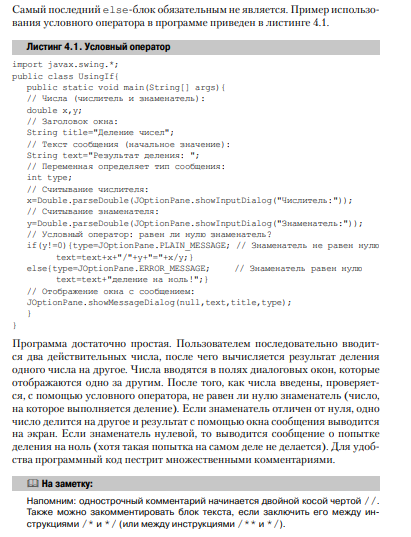 Самый последний else-блок обязательным не является. Пример использо-
вания условного оператора в программе приведен в листинге 4.1.
Листинг 4.1. Условный оператор
import javax.swing.*;
public class UsingIf{
public static void main(String[] args){
// Числа (числитель и знаменатель):
double x,y;
// Заголовок окна:
String title="Деление чисел";
// Текст сообщения (начальное значение):
String text="Результат деления: ";
// Переменная определяет тип сообщения:
int type;
// Считывание числителя:
x=Double.parseDouble(JOptionPane.showInputDialog("Числитель:"));
// Считывание знаменателя:
y=Double.parseDouble(JOptionPane.showInputDialog("Знаменатель:"));
// Условный оператор: равен ли нулю знаменатель?
if(y!=0){type=JOptionPane.PLAIN_MESSAGE; // Знаменатель не равен нулю
text=text+x+"/"+y+"="+x/y;}
else{type=JOptionPane.ERROR_MESSAGE; // Знаменатель равен нулю
text=text+"деление на ноль!";}
// Отображение окна с сообщением:
JOptionPane.showMessageDialog(null,text,title,type);
}
}
Программа достаточно простая. Пользователем последовательно вводит-
ся два действительных числа, после чего вычисляется результат деления
одного числа на другое. Числа вводятся в полях диалоговых окон, которые
отображаются одно за другим. После того, как числа введены, проверяет-
ся, с помощью условного оператора, не равен ли нулю знаменатель (число,
на которое выполняется деление). Если знаменатель отличен от нуля, одно
число делится на другое и результат с помощью окна сообщения выводится
на экран. Если знаменатель нулевой, то выводится сообщение о попытке
деления на ноль (хотя такая попытка на самом деле не делается). Для удоб-
ства программный код пестрит множественными комментариями.
На заметку:
Напомним: однострочный комментарий начинается двойной косой чертой //.
Также можно закомментировать блок текста, если заключить его между ин-
струкциями /* и */ (или между инструкциями /** и */).